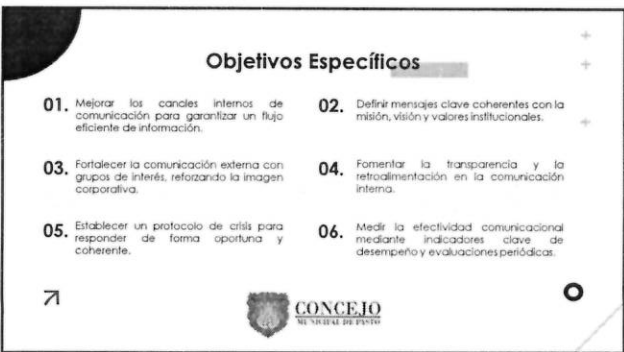 Objetivos Específicos
01. Mejorar los canales internos de
comunicación para garantizar un flujo
eficiente de información.
02. Definir mensajes clave coherentes con la
misión, visión y valores institucionales.
03. Fortalecer la comunicación externa con
grupos de interés, reforzando la imagen
corporativa.
04. Fomentar la transparencia y la
retroalimentación en la comunicación
interna.
05. Establecer un protocolo de crisis para
responder de forma oportuna y
coherente.
06. Medir la efectividad comunicacional
mediante indicadores clave de
desempeño y evaluaciones periódicas.
CONCEJO
MUNICIPAL DE PASTO